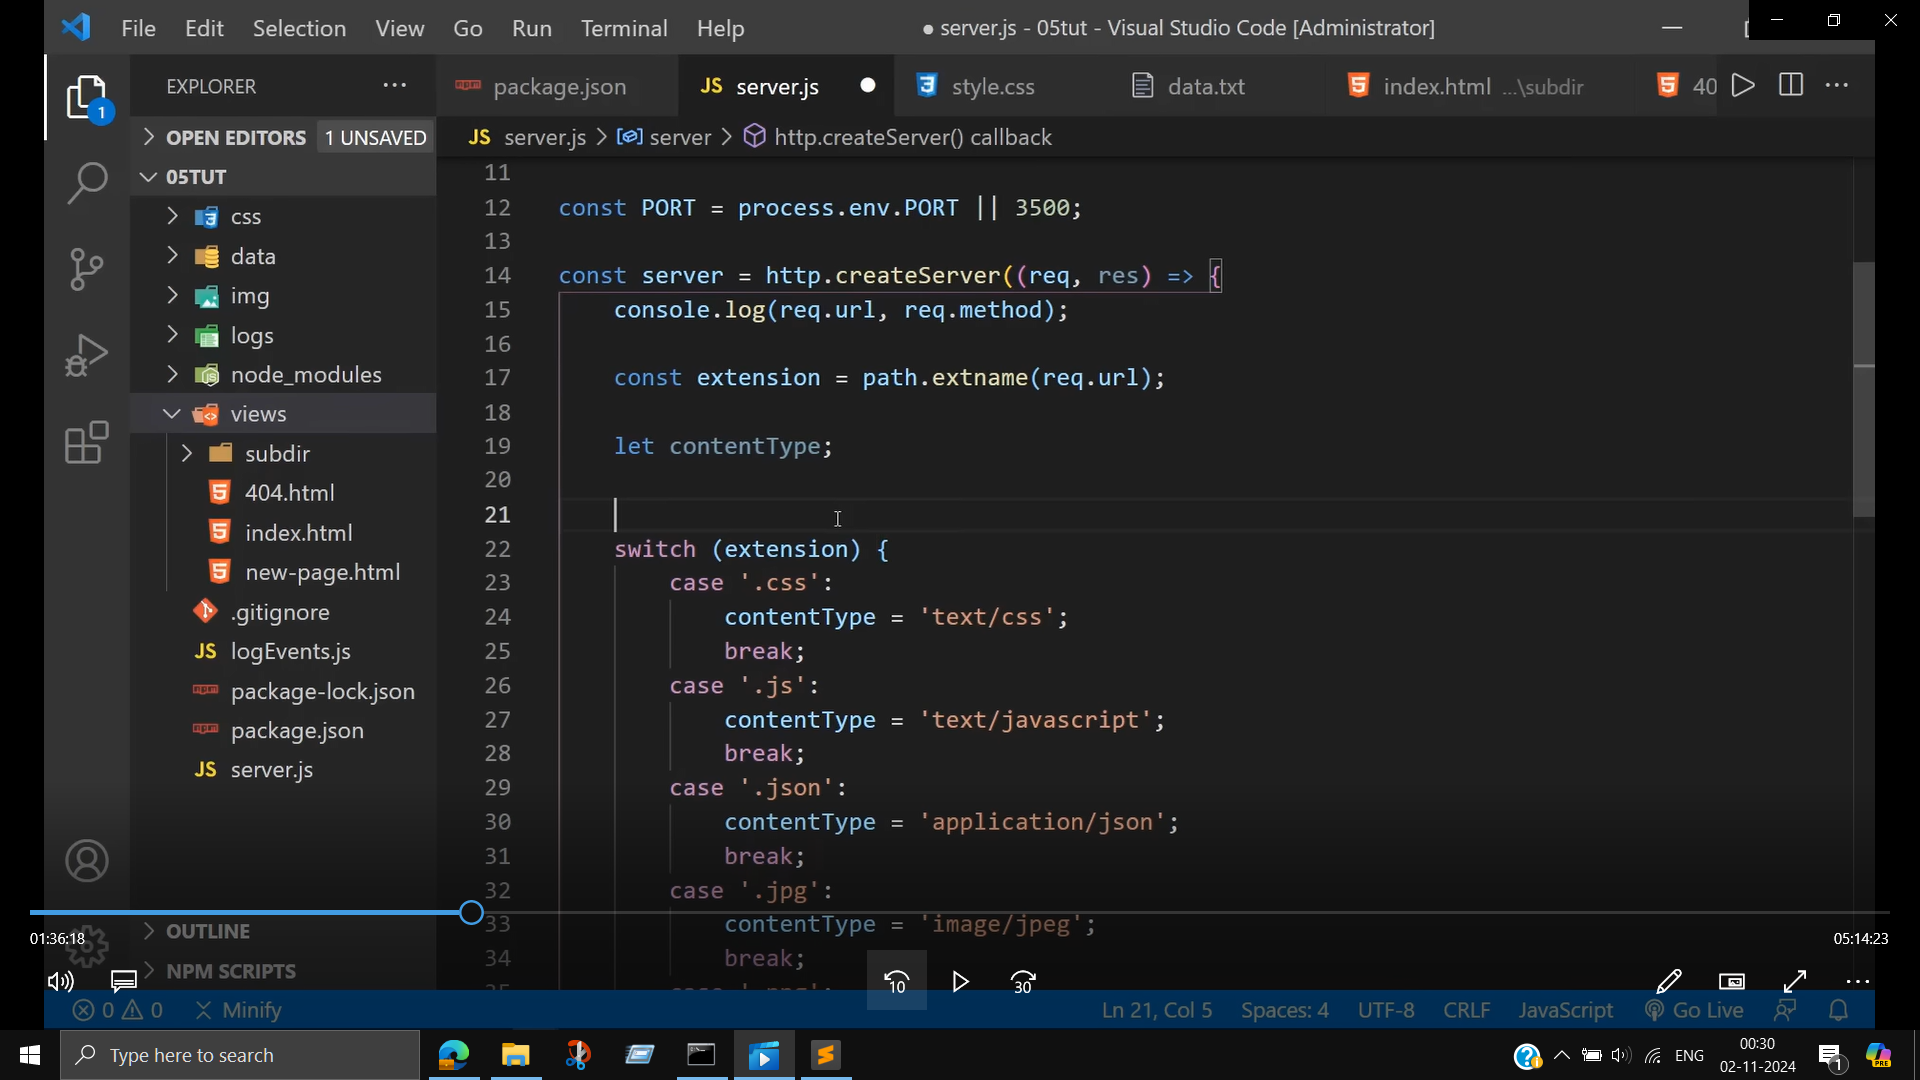 File Edit Selection View Go Run Terminal Help
● server.js - 05tut - Visual Studio Code [Administrator]
EXPLORER
package.json
JS server.js
style.css
data.txt
index.html ...\subdir
40
1
OPEN EDITORS 1 UNSAVED
JS server.js > server > http.createServer() callback
05TUT
css
data
img
logs
node_modules
views
subdir
404.html
index.html
new-page.html
.gitignore
JS logEvents.js
package-lock.json
package.json
JS server.js
OUTLINE
NPM SCRIPTS
11
12 const PORT = process.env.PORT || 3500;
13
14 const server = http.createServer((req, res) => {
15 console.log(req.url, req.method);
16
17 const extension = path.extname(req.url);
18
19 let contentType;
20
21
22 switch (extension) {
23 case '.css':
24 contentType = 'text/css';
25 break;
26 case '.js':
27 contentType = 'text/javascript';
28 break;
29 case '.json':
30 contentType = 'application/json';
31 break;
32 case '.jpg':
33 contentType = 'image/jpeg';
34 break;
01:36:18
05:14:23
10
30
0 0 Minify
Ln 21, Col 5 Spaces: 4 UTF-8 CRLF JavaScript Go Live
Type here to search
ENG
00:30
02-11-2024
1
PRE